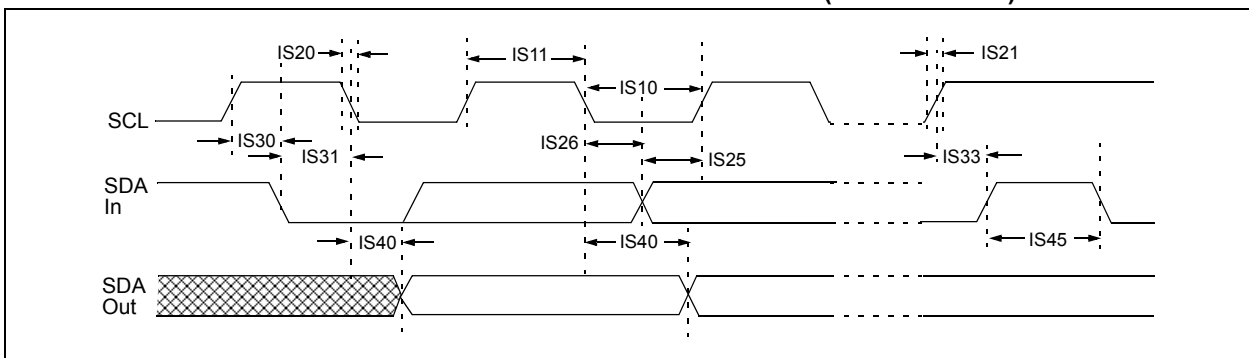 IS20
IS11
IS21
IS10
SCL
IS30
IS31
IS26
IS25
IS33
SDA
In
IS40
IS40
IS45
SDA
Out